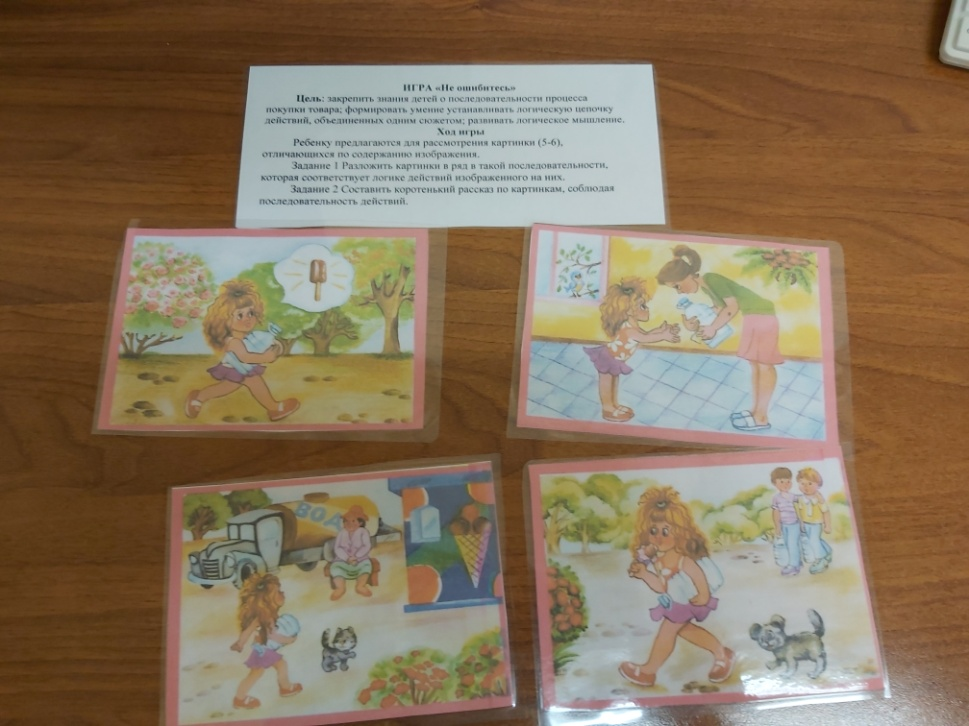 ИГРА «Не ошибитесь»
Цель: закрепить знания детей о последовательности процесса
покупки товара; формировать умение устанавливать логическую цепочку
действий, объединенных одним сюжетом; развивать логическое мышление.
Ход игры
Ребенку предлагаются для рассмотрения картинки (5-6),
отличающихся по содержанию изображения.
Задание 1 Разложить картинки в ряд в такой последовательности,
которая соответствует логике действий изображенного на них.
Задание 2 Составить коротенький рассказ по картинкам, соблюдая
последовательность действий.
ВОДА